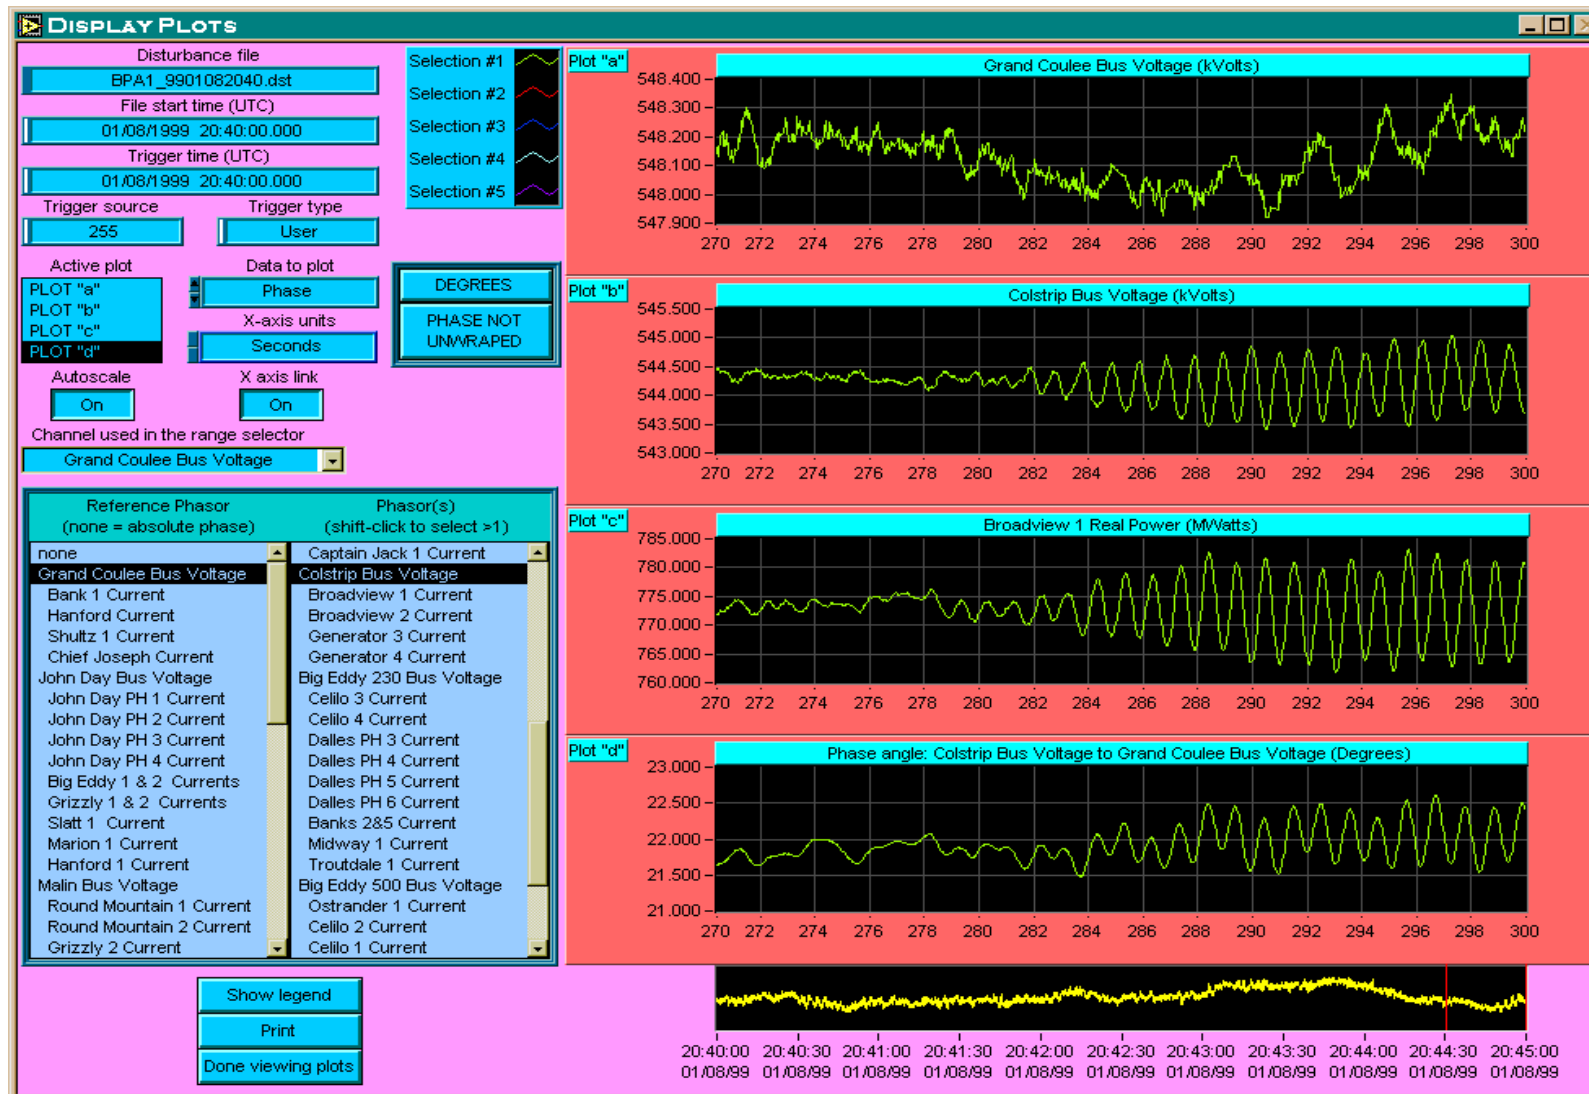 DISPLAY PLOTS
Disturbance file
BPA1_9901082040.dst
File start time (UTC)
01/08/1999 20:40:00.000
Trigger time (UTC)
01/08/1999 20:40:00.000
Trigger source
Trigger type
255
User
Selection #1
Selection #2
Selection #3
Selection #4
Selection #5
Active plot
PLOT "a"
PLOT "b"
PLOT "c"
PLOT "d"
Data to plot
Phase
X-axis units
Seconds
DEGREES
PHASE NOT
UNWRAPED
Autoscale
On
X axis link
On
Channel used in the range selector
Grand Coulee Bus Voltage
Reference Phasor
(none = absolute phase)
none
Grand Coulee Bus Voltage
Bank 1 Current
Hanford Current
Shultz 1 Current
Chief Joseph Current
John Day Bus Voltage
John Day PH 1 Current
John Day PH 2 Current
John Day PH 3 Current
John Day PH 4 Current
Big Eddy 1 & 2 Currents
Grizzly 1 & 2 Currents
Slatt 1 Current
Marion 1 Current
Hanford 1 Current
Malin Bus Voltage
Round Mountain 1 Current
Round Mountain 2 Current
Grizzly 2 Current
Phasor(s)
(shift-click to select >1)
Captain Jack 1 Current
Colstrip Bus Voltage
Broadview 1 Current
Broadview 2 Current
Generator 3 Current
Generator 4 Current
Big Eddy 230 Bus Voltage
Celilo 3 Current
Celilo 4 Current
Dalles PH 3 Current
Dalles PH 4 Current
Dalles PH 5 Current
Dalles PH 6 Current
Banks 2&5 Current
Midway 1 Current
Troutdale 1 Current
Big Eddy 500 Bus Voltage
Ostrander 1 Current
Celilo 2 Current
Celilo 1 Current
Show legend
Print
Done viewing plots
Plot "a"
Grand Coulee Bus Voltage (kVolts)
548.400
548.300
548.200
548.100
548.000
547.900
270 272 274 276 278 280 282 284 286 288 290 292 294 296 298 300
Plot "b"
Colstrip Bus Voltage (kVolts)
545.500
545.000
544.500
544.000
543.500
543.000
270 272 274 276 278 280 282 284 286 288 290 292 294 296 298 300
Plot "c"
Broadview 1 Real Power (MWatts)
785.000
780.000
775.000
770.000
765.000
760.000
270 272 274 276 278 280 282 284 286 288 290 292 294 296 298 300
Plot "d"
Phase angle: Colstrip Bus Voltage to Grand Coulee Bus Voltage (Degrees)
23.000
22.500
22.000
21.500
21.000
270 272 274 276 278 280 282 284 286 288 290 292 294 296 298 300
20:40:00 20:40:30 20:41:00 20:41:30 20:42:00 20:42:30 20:43:00 20:43:30 20:44:00 20:44:30 20:45:00
01/08/99 01/08/99 01/08/99 01/08/99 01/08/99 01/08/99 01/08/99 01/08/99 01/08/99 01/08/99 01/08/99